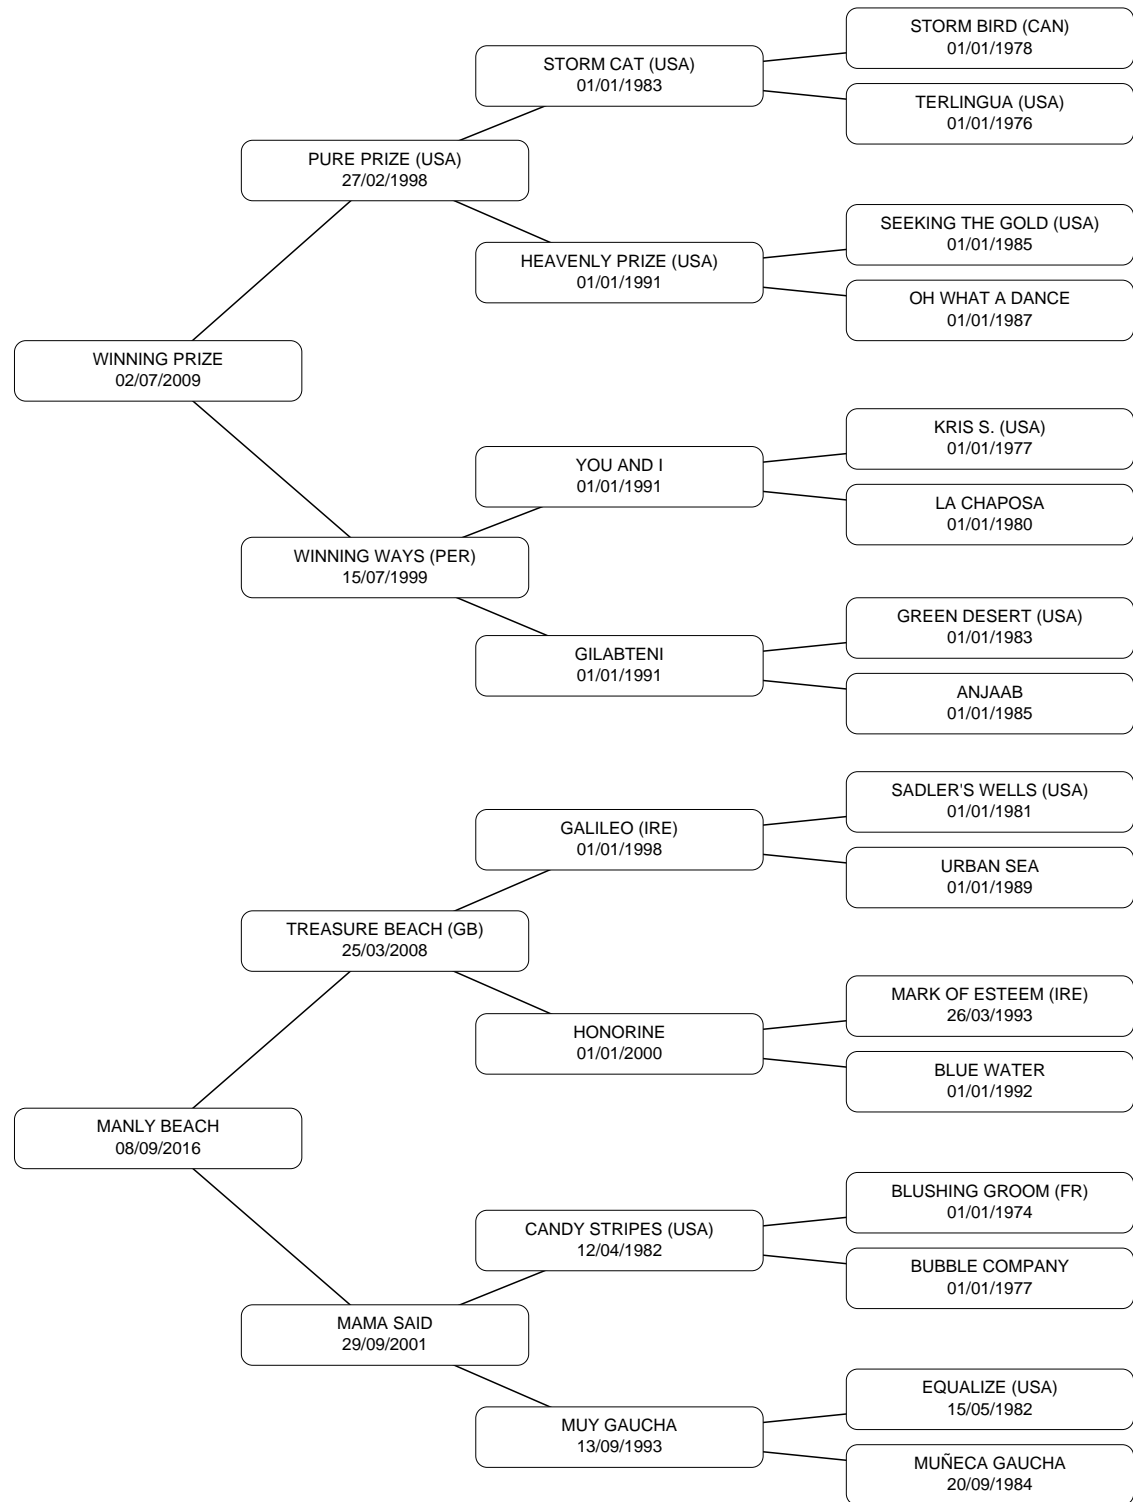 STORM BIRD (CAN)
01/01/1978
STORM CAT (USA)
01/01/1983
TERLINGUA (USA)
01/01/1976
PURE PRIZE (USA)
27/02/1998
SEEKING THE GOLD (USA)
01/01/1985
HEAVENLY PRIZE (USA)
01/01/1991
OH WHAT A DANCE
01/01/1987
WINNING PRIZE
02/07/2009
KRIS S. (USA)
01/01/1977
YOU AND I
01/01/1991
LA CHAPOSA
01/01/1980
WINNING WAYS (PER)
15/07/1999
GREEN DESERT (USA)
01/01/1983
GILABTENI
01/01/1991
ANJAAB
01/01/1985
SADLER'S WELLS (USA)
01/01/1981
GALILEO (IRE)
01/01/1998
URBAN SEA
01/01/1989
TREASURE BEACH (GB)
25/03/2008
MARK OF ESTEEM (IRE)
26/03/1993
HONORINE
01/01/2000
BLUE WATER
01/01/1992
MANLY BEACH
08/09/2016
BLUSHING GROOM (FR)
01/01/1974
CANDY STRIPES (USA)
12/04/1982
BUBBLE COMPANY
01/01/1977
MAMA SAID
29/09/2001
EQUALIZE (USA)
15/05/1982
MUY GAUCHA
13/09/1993
MUÑECA GAUCHA
20/09/1984